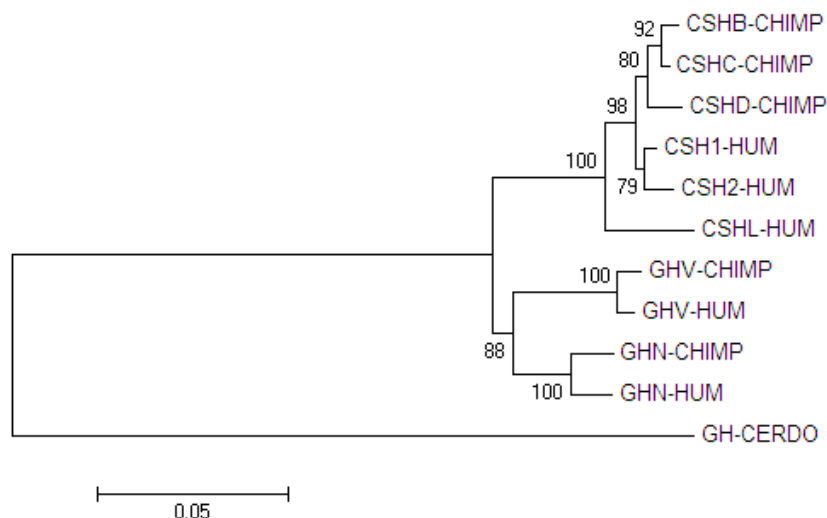 CSHB-CHIMP
92
CSHC-CHIMP
80
CSHD-CHIMP
98
CSH1-HUM
100
79
CSH2-HUM
CSHL-HUM
GHV-CHIMP
100
GHV-HUM
88
GHN-CHIMP
100
GHN-HUM
GH-CERDO
0.05